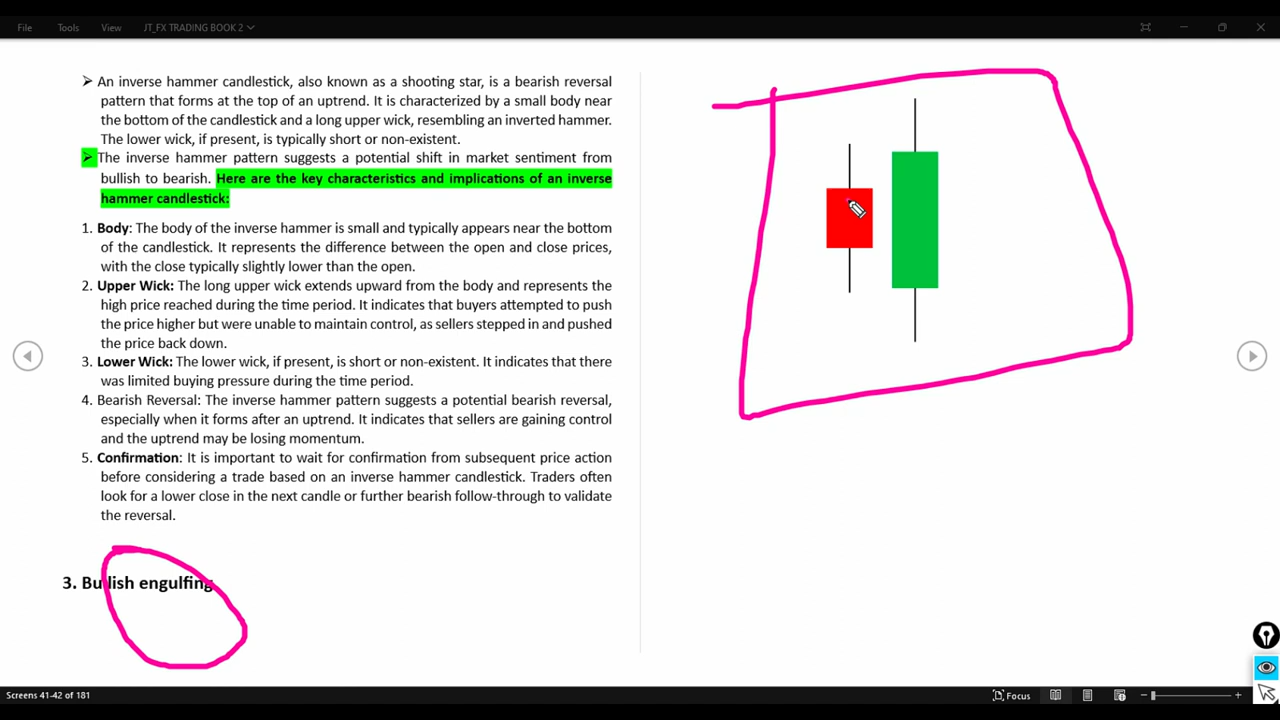 File Tools View JT_FX TRADING BOOK 2
➢ An inverse hammer candlestick, also known as a shooting star, is a bearish reversal
pattern that forms at the top of an uptrend. It is characterized by a small body near
the bottom of the candlestick and a long upper wick, resembling an inverted hammer.
The lower wick, if present, is typically short or non-existent.
➢ The inverse hammer pattern suggests a potential shift in market sentiment from
bullish to bearish. Here are the key characteristics and implications of an inverse
hammer candlestick:
1. Body: The body of the inverse hammer is small and typically appears near the bottom
of the candlestick. It represents the difference between the open and close prices,
with the close typically slightly lower than the open.
2. Upper Wick: The long upper wick extends upward from the body and represents the
high price reached during the time period. It indicates that buyers attempted to push
the price higher but were unable to maintain control, as sellers stepped in and pushed
the price back down.
3. Lower Wick: The lower wick, if present, is short or non-existent. It indicates that there
was limited buying pressure during the time period.
4. Bearish Reversal: The inverse hammer pattern suggests a potential bearish reversal,
especially when it forms after an uptrend. It indicates that sellers are gaining control
and the uptrend may be losing momentum.
5. Confirmation: It is important to wait for confirmation from subsequent price action
before considering a trade based on an inverse hammer candlestick. Traders often
look for a lower close in the next candle or further bearish follow-through to validate
the reversal.
3. Bullish engulfing
Screens 41-42 of 181 Focus